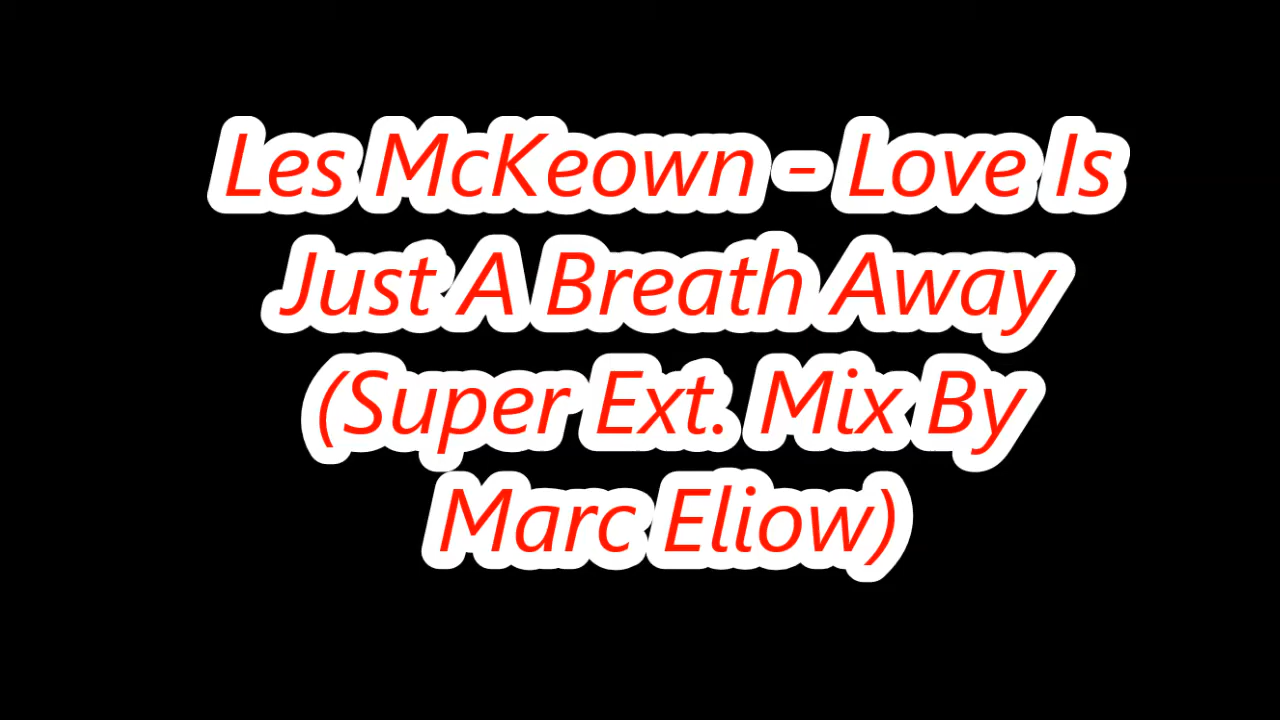 Les McKeown - Love Is
Just A Breath Away
(Super Ext. Mix By
Marc Eliow)